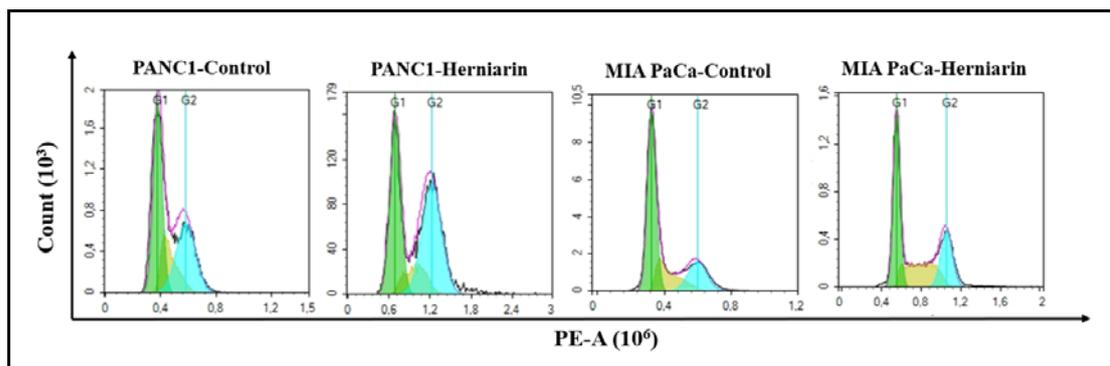 PANC1-Control
PANC1-Herniarin
MIA PaCa-Control
MIA PaCa-Herniarin
Count (10³)
2
1,6
1,2
0,8
0,4
0
G1 G2
0 0,4 0,8 1,2 1,5
179
120
80
40
0
G1 G2
0 0,6 1,2 1,8 2,4 3
10,5
8
6
4
2
0
G1 G2
0 0,4 0,8 1,2
1,6
1,2
0,8
0,4
0
G1 G2
0 0,4 0,8 1,2 1,6 2
PE-A (10⁶)